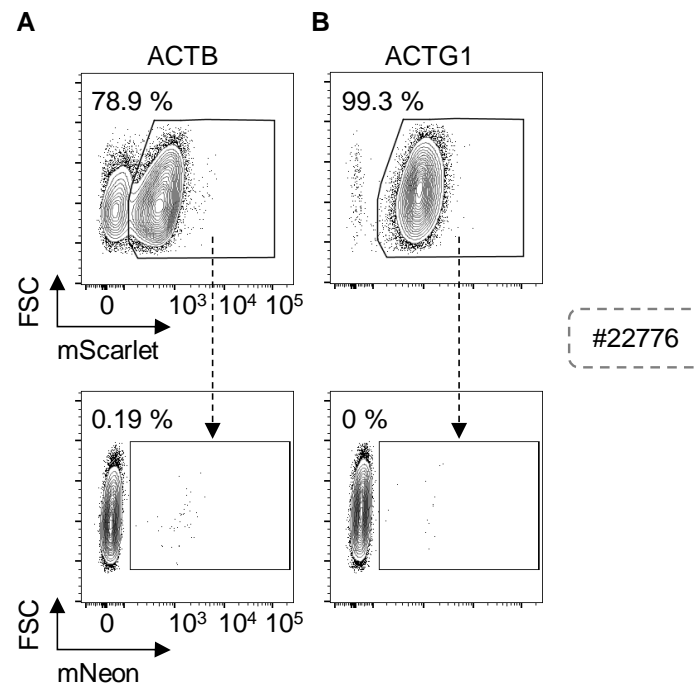 A
B
ACTB
ACTG1
78.9 %
99.3 %
FSC
0
10³
10⁴
10⁵
mScarlet
#22776
0.19 %
0 %
FSC
0
10³
10⁴
10⁵
mNeon